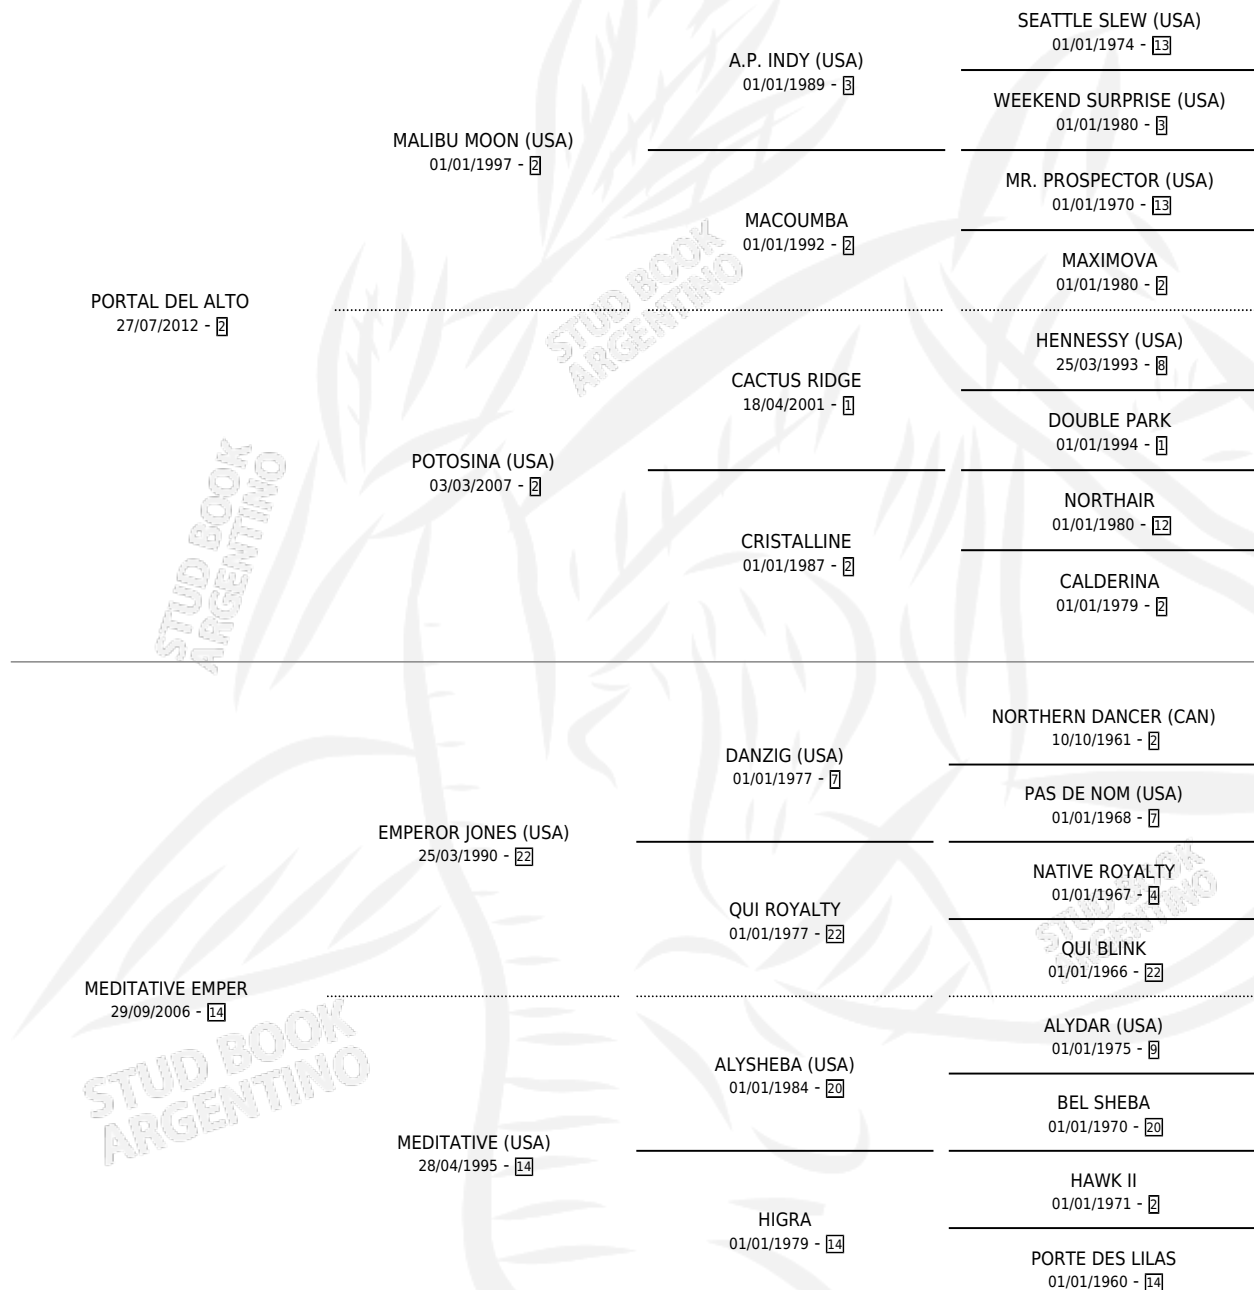 PORTAL DEL ALTO
27/07/2012 - 2
MALIBU MOON (USA)
01/01/1997 - 2
A.P. INDY (USA)
01/01/1989 - 3
SEATTLE SLEW (USA)
01/01/1974 - 13
WEEKEND SURPRISE (USA)
01/01/1980 - 3
MACOUMBA
01/01/1992 - 2
MR. PROSPECTOR (USA)
01/01/1970 - 13
MAXIMOVA
01/01/1980 - 2
POTOSINA (USA)
03/03/2007 - 2
CACTUS RIDGE
18/04/2001 - 1
HENNESSY (USA)
25/03/1993 - 8
DOUBLE PARK
01/01/1994 - 1
CRISTALLINE
01/01/1987 - 2
NORTHAIR
01/01/1980 - 12
CALDERINA
01/01/1979 - 2
MEDITATIVE EMPER
29/09/2006 - 14
EMPEROR JONES (USA)
25/03/1990 - 22
DANZIG (USA)
01/01/1977 - 7
NORTHERN DANCER (CAN)
10/10/1961 - 2
PAS DE NOM (USA)
01/01/1968 - 7
QUI ROYALTY
01/01/1977 - 22
NATIVE ROYALTY
01/01/1967 - 4
QUI BLINK
01/01/1966 - 22
MEDITATIVE (USA)
28/04/1995 - 14
ALYSHEBA (USA)
01/01/1984 - 20
ALYDAR (USA)
01/01/1975 - 9
BEL SHEBA
01/01/1970 - 20
HIGRA
01/01/1979 - 14
HAWK II
01/01/1971 - 2
PORTE DES LILAS
01/01/1960 - 14
STUD BOOK
ARGENTINO
STUD BOOK
ARGENTINO
STUD BOOK
ARGENTINO
STUD BOOK
ARGENTINO